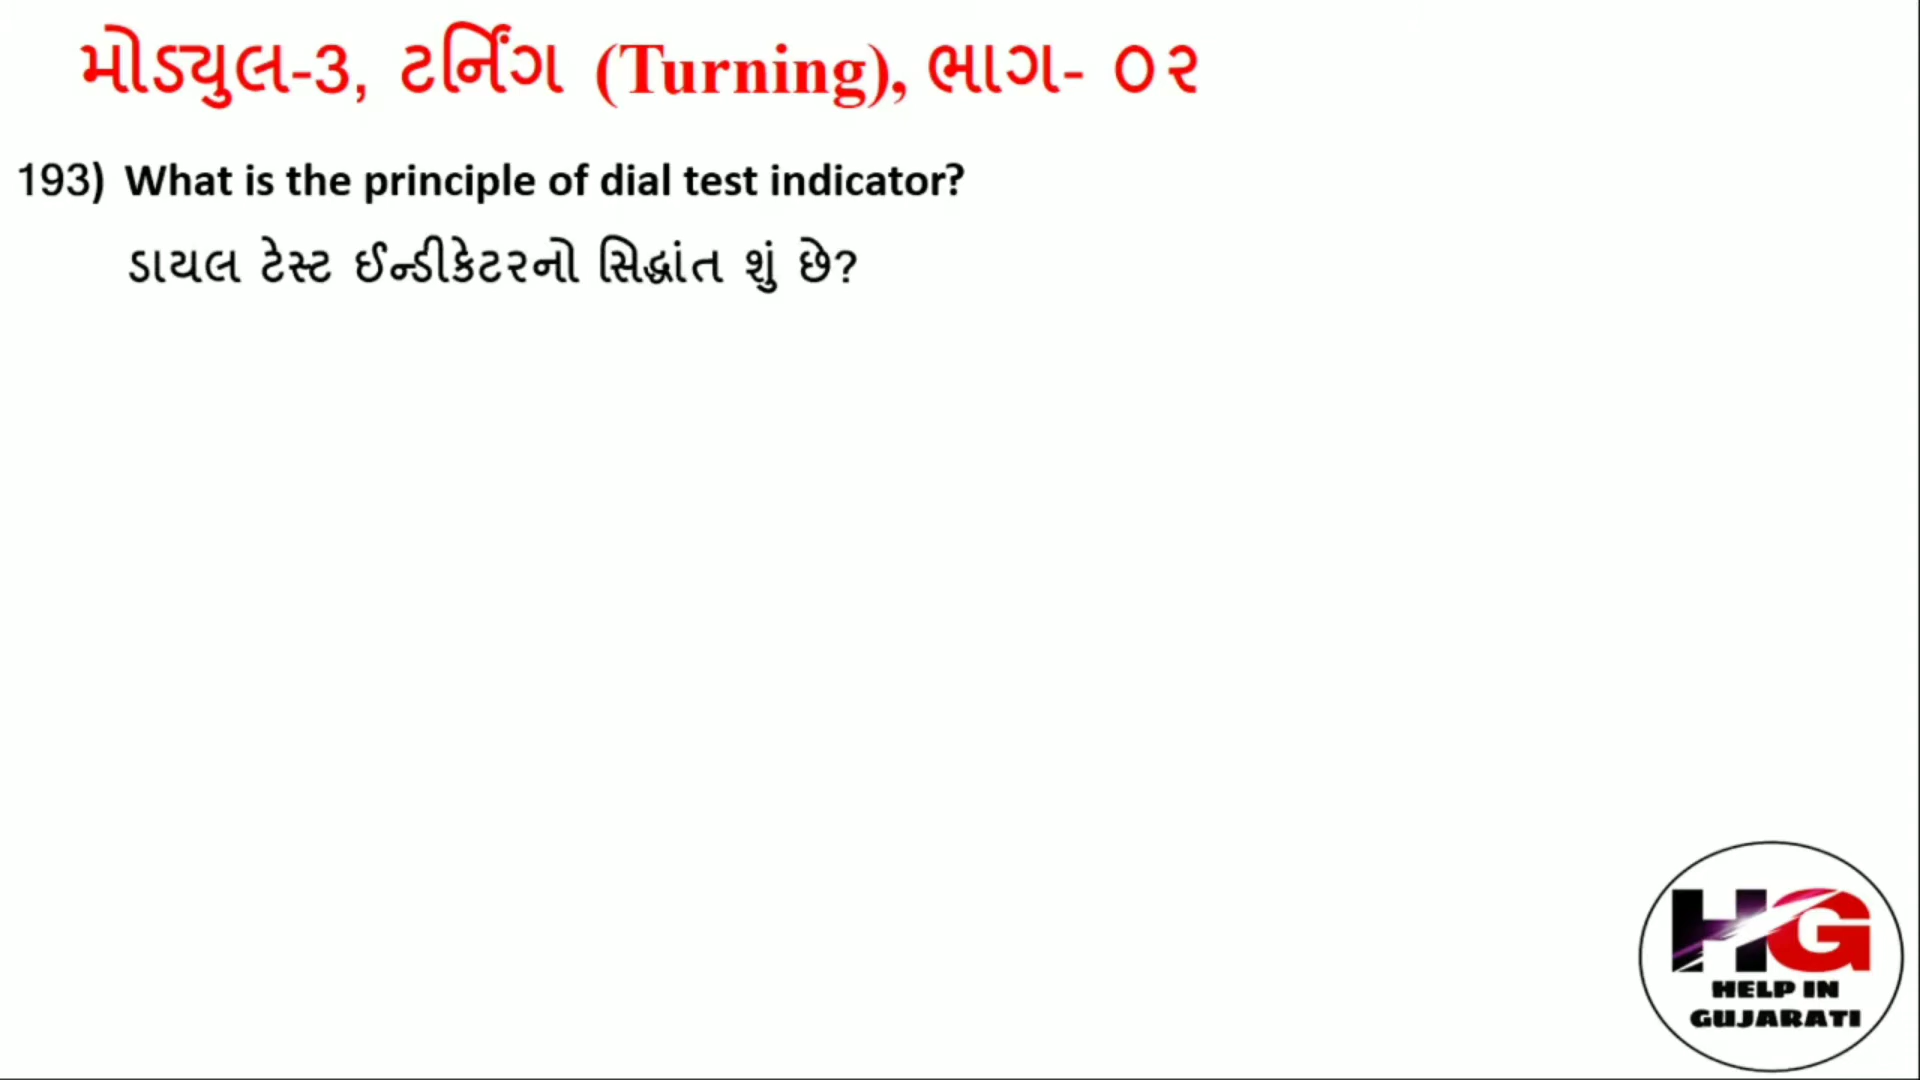 મોડ્યુલ-3, ટર્નિંગ (Turning), ભાગ- ૦૨
193) What is the principle of dial test indicator?
ડાયલ ટેસ્ટ ઈન્ડીકેટરનો સિદ્ધાંત શું છે?
HG
HELP IN
GUJARATI